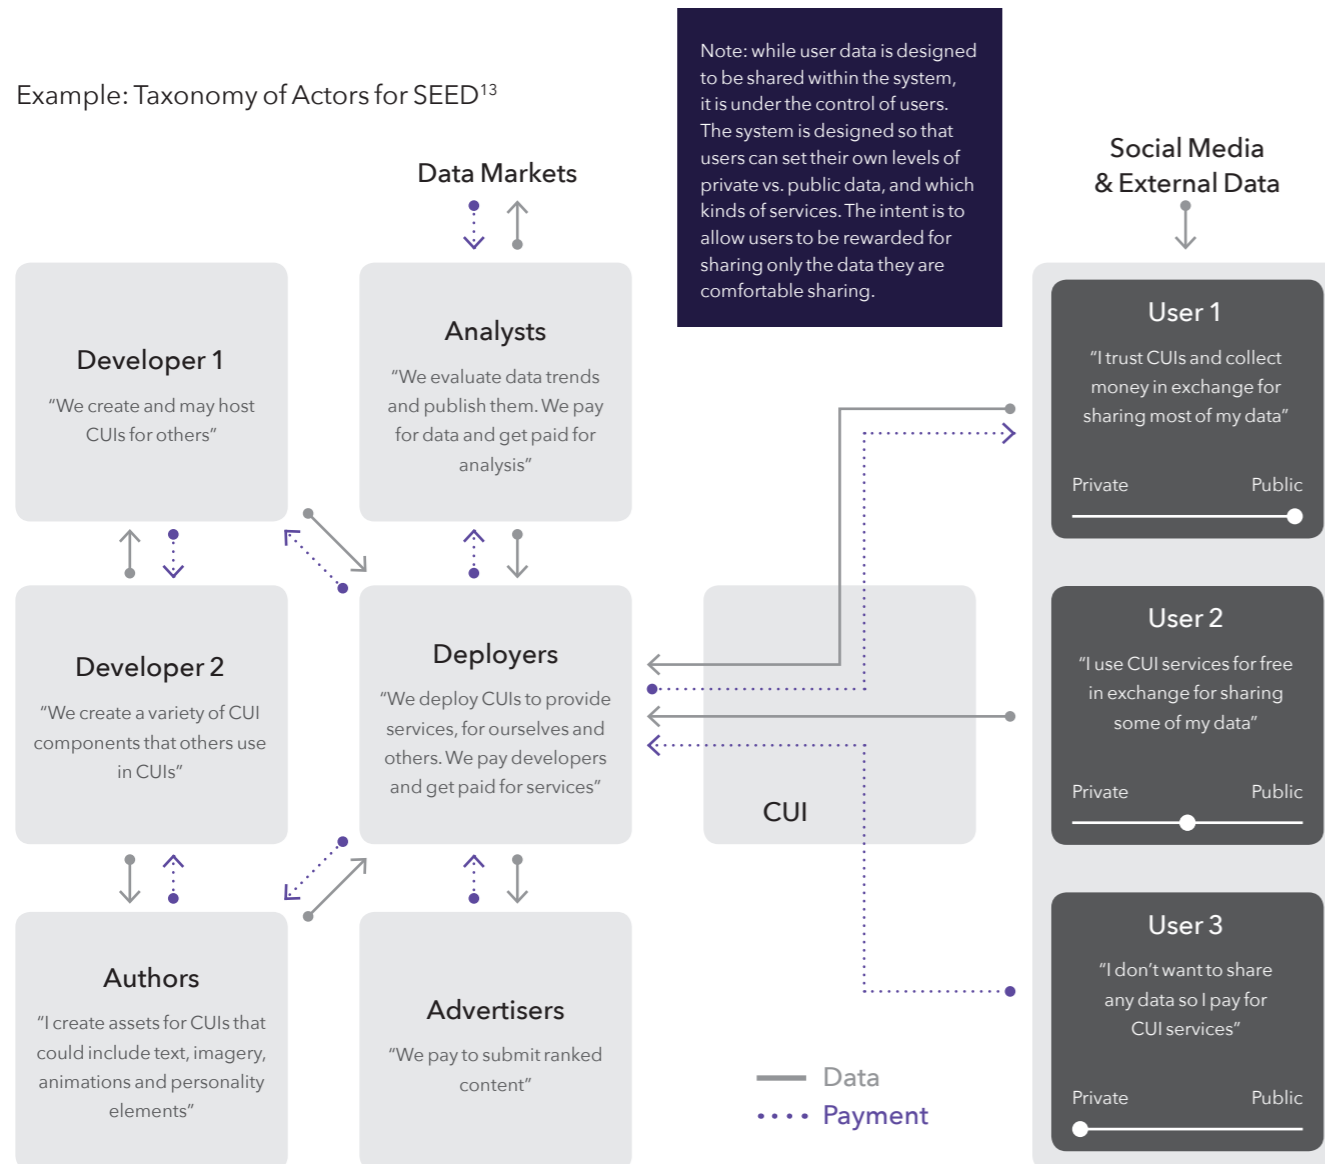 Example: Taxonomy of Actors for SEED¹³
Note: while user data is designed
to be shared within the system,
it is under the control of users.
The system is designed so that
users can set their own levels of
private vs. public data, and which
kinds of services. The intent is to
allow users to be rewarded for
sharing only the data they are
comfortable sharing.
Data Markets
Social Media
& External Data
Developer 1
“We create and may host
CUIs for others”
Analysts
“We evaluate data trends
and publish them. We pay
for data and get paid for
analysis”
User 1
“I trust CUIs and collect
money in exchange for
sharing most of my data”
Private
Public
Developer 2
“We create a variety of CUI
components that others use
in CUIs”
Deployers
“We deploy CUIs to provide
services, for ourselves and
others. We pay developers
and get paid for services”
CUI
User 2
“I use CUI services for free
in exchange for sharing
some of my data”
Private
Public
Authors
“I create assets for CUIs that
could include text, imagery,
animations and personality
elements”
Advertisers
“We pay to submit ranked
content”
User 3
“I don’t want to share
any data so I pay for
CUI services”
Private
Public
Data
Payment